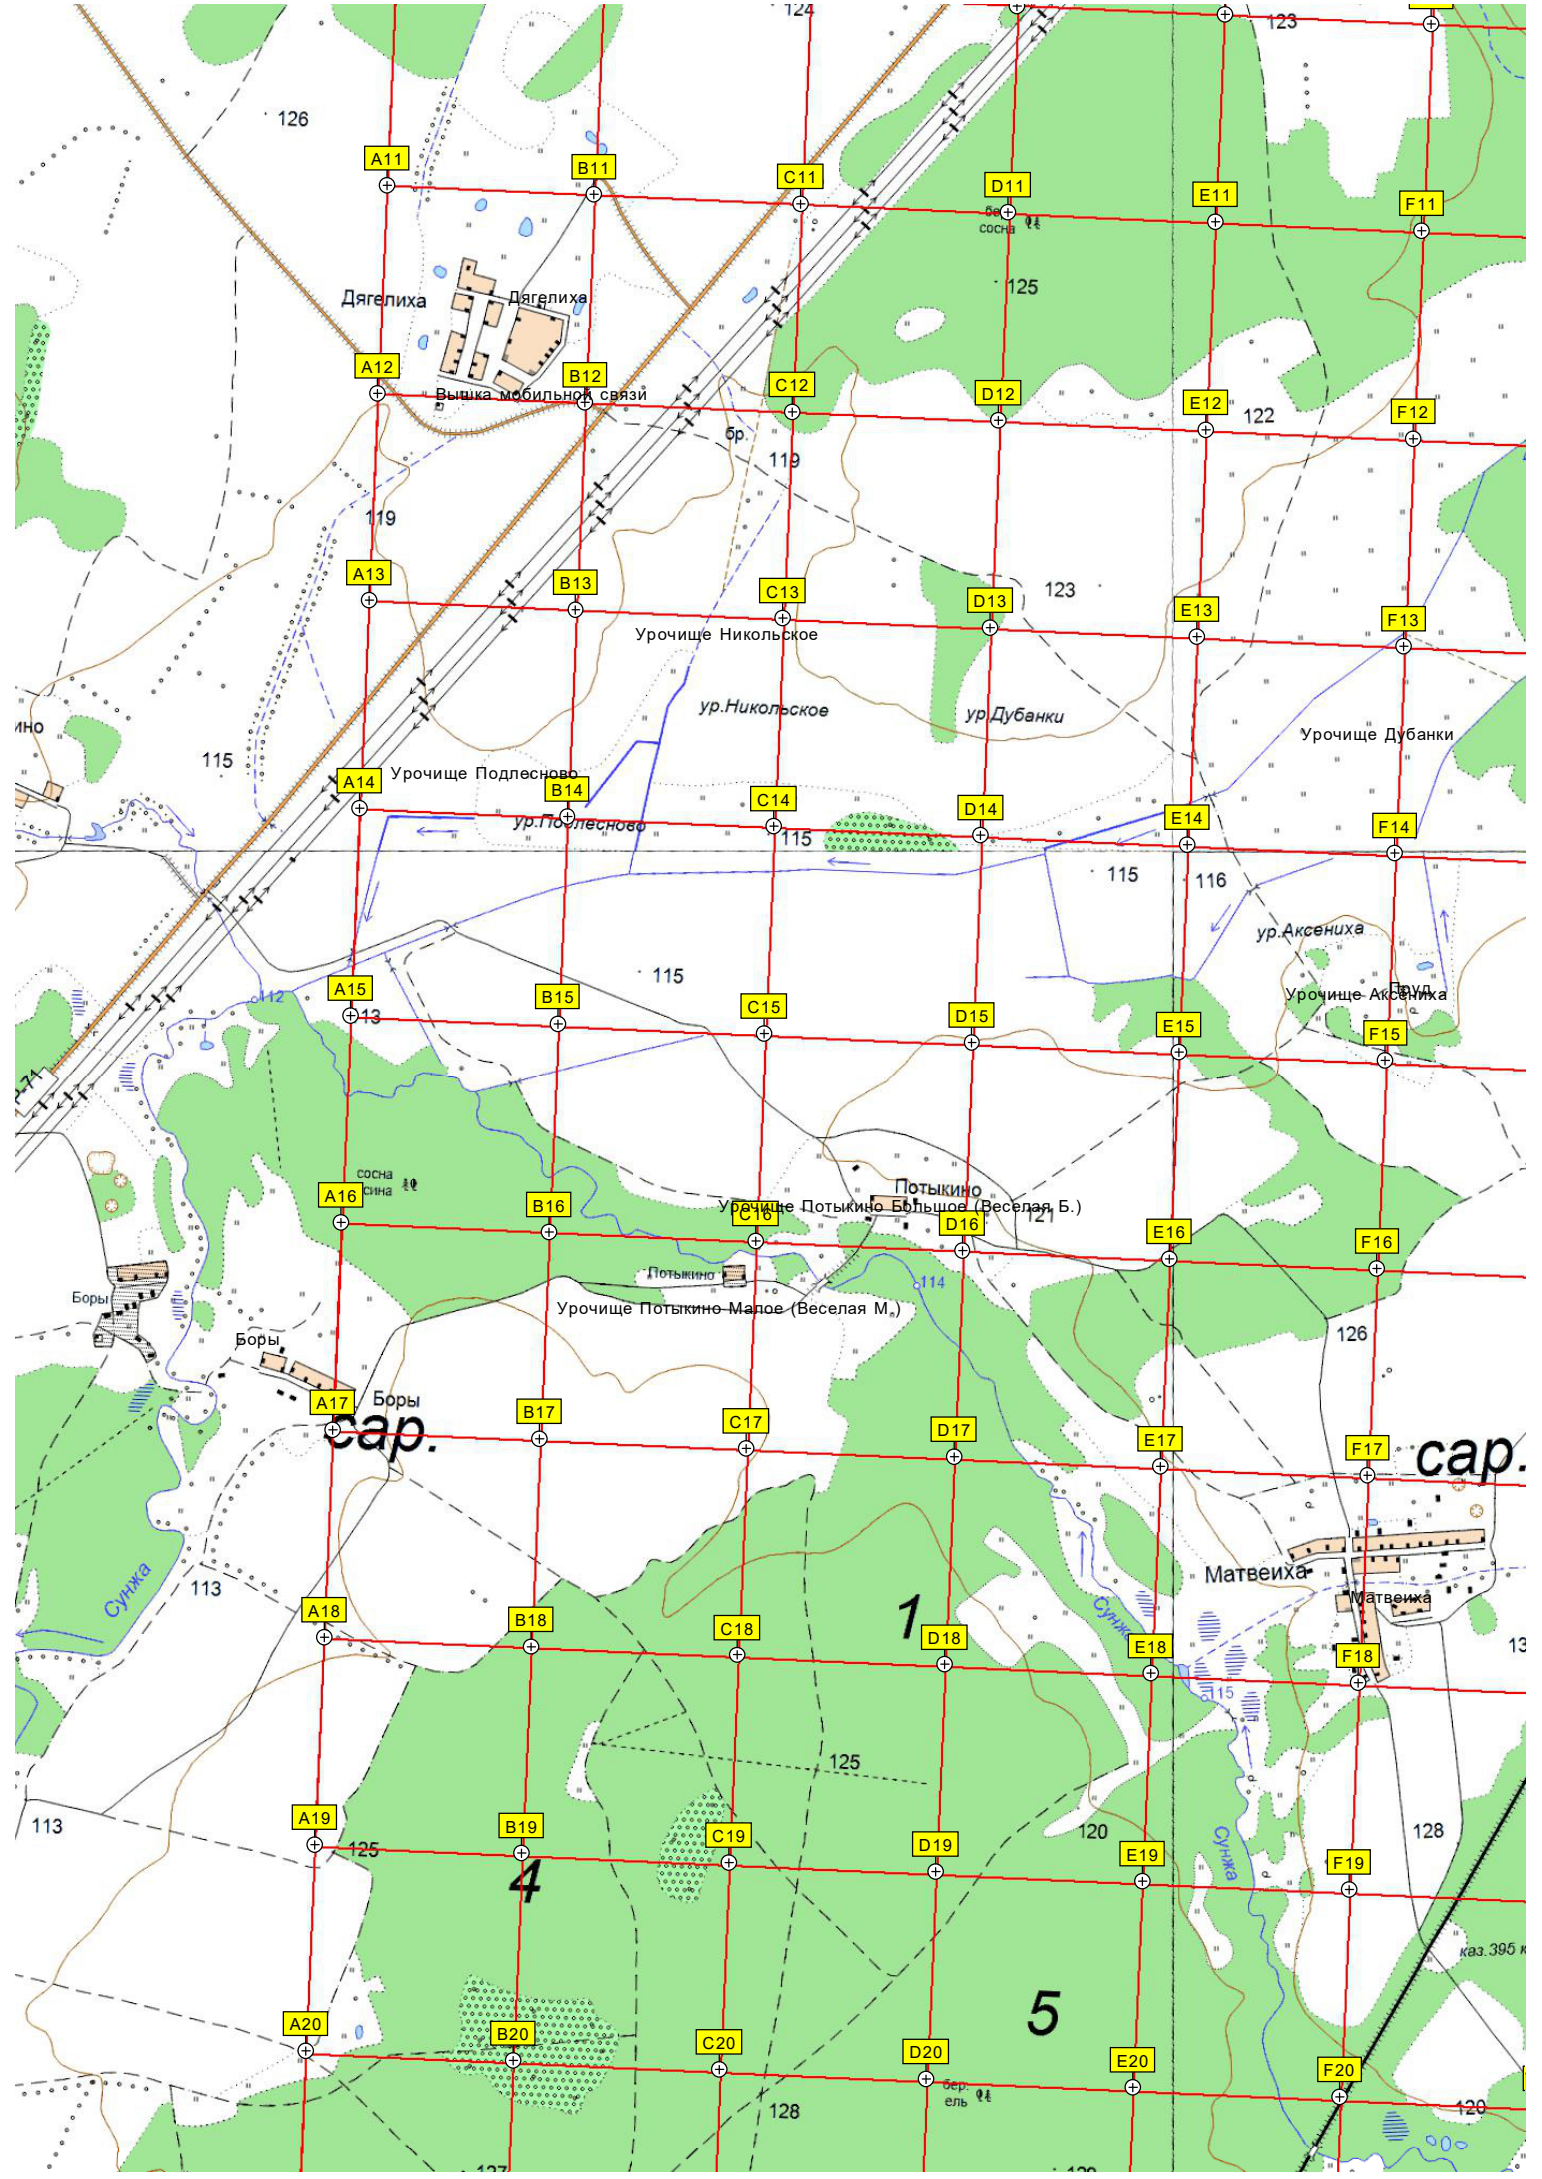 124
123
126
A11
B11
C11
D11
E11
F11
сосна
125
Дягелиха
Дягелиха
A12
B12
C12
D12
E12
F12
Вышка мобильной связи
122
бр.
119
119
A13
B13
C13
D13
E13
F13
123
Урочище Никольское
ур.Никольское
ур.Дубанки
Урочище Дубанки
115
Урочище Подлесново
A14
B14
C14
D14
E14
F14
ур.Подлесново
115
115
116
ур.Аксениха
115
112
Урочище Аксениха
Пруд
A15
B15
C15
D15
E15
F15
13
сосна
A16
B16
C16
D16
E16
F16
Потыкино
Урочище Потыкино Большое (Веселая Б.)
121
Потыкино
114
Боры
Урочище Потыкино Малое (Веселая М.)
126
Боры
Боры
A17
B17
C17
D17
E17
F17
сар.
сар.
Матвеиха
Матвеиха
113
Сунжа
1
Сунжа
A18
B18
C18
D18
E18
F18
13
115
125
113
A19
B19
C19
D19
E19
F19
125
120
128
4
Сунжа
каз.395 к
5
A20
B20
C20
D20
E20
F20
бер.
ель
128
120
127